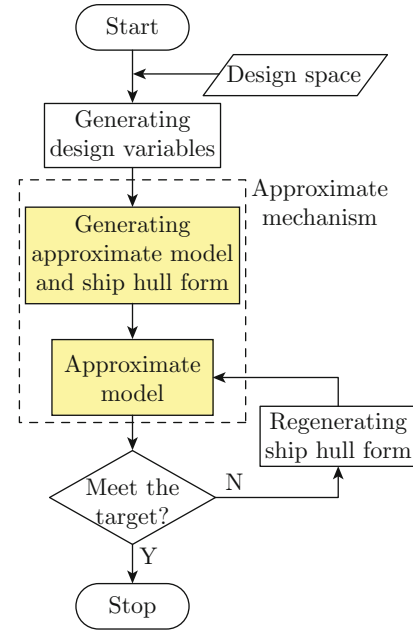 Start
Design space
Generating
design variables
Approximate
mechanism
Generating
approximate model
and ship hull form
Approximate
model
Regenerating
ship hull form
Meet the
target?
N
Y
Stop